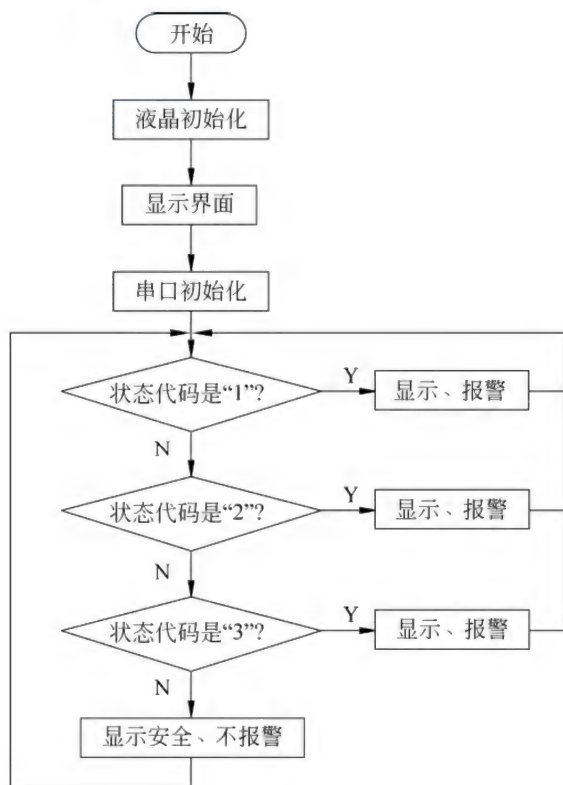 开始
液晶初始化
显示界面
串口初始化
状态代码是“1”?
Y
显示、报警
N
状态代码是“2”?
Y
显示、报警
N
状态代码是“3”?
Y
显示、报警
N
显示安全、不报警